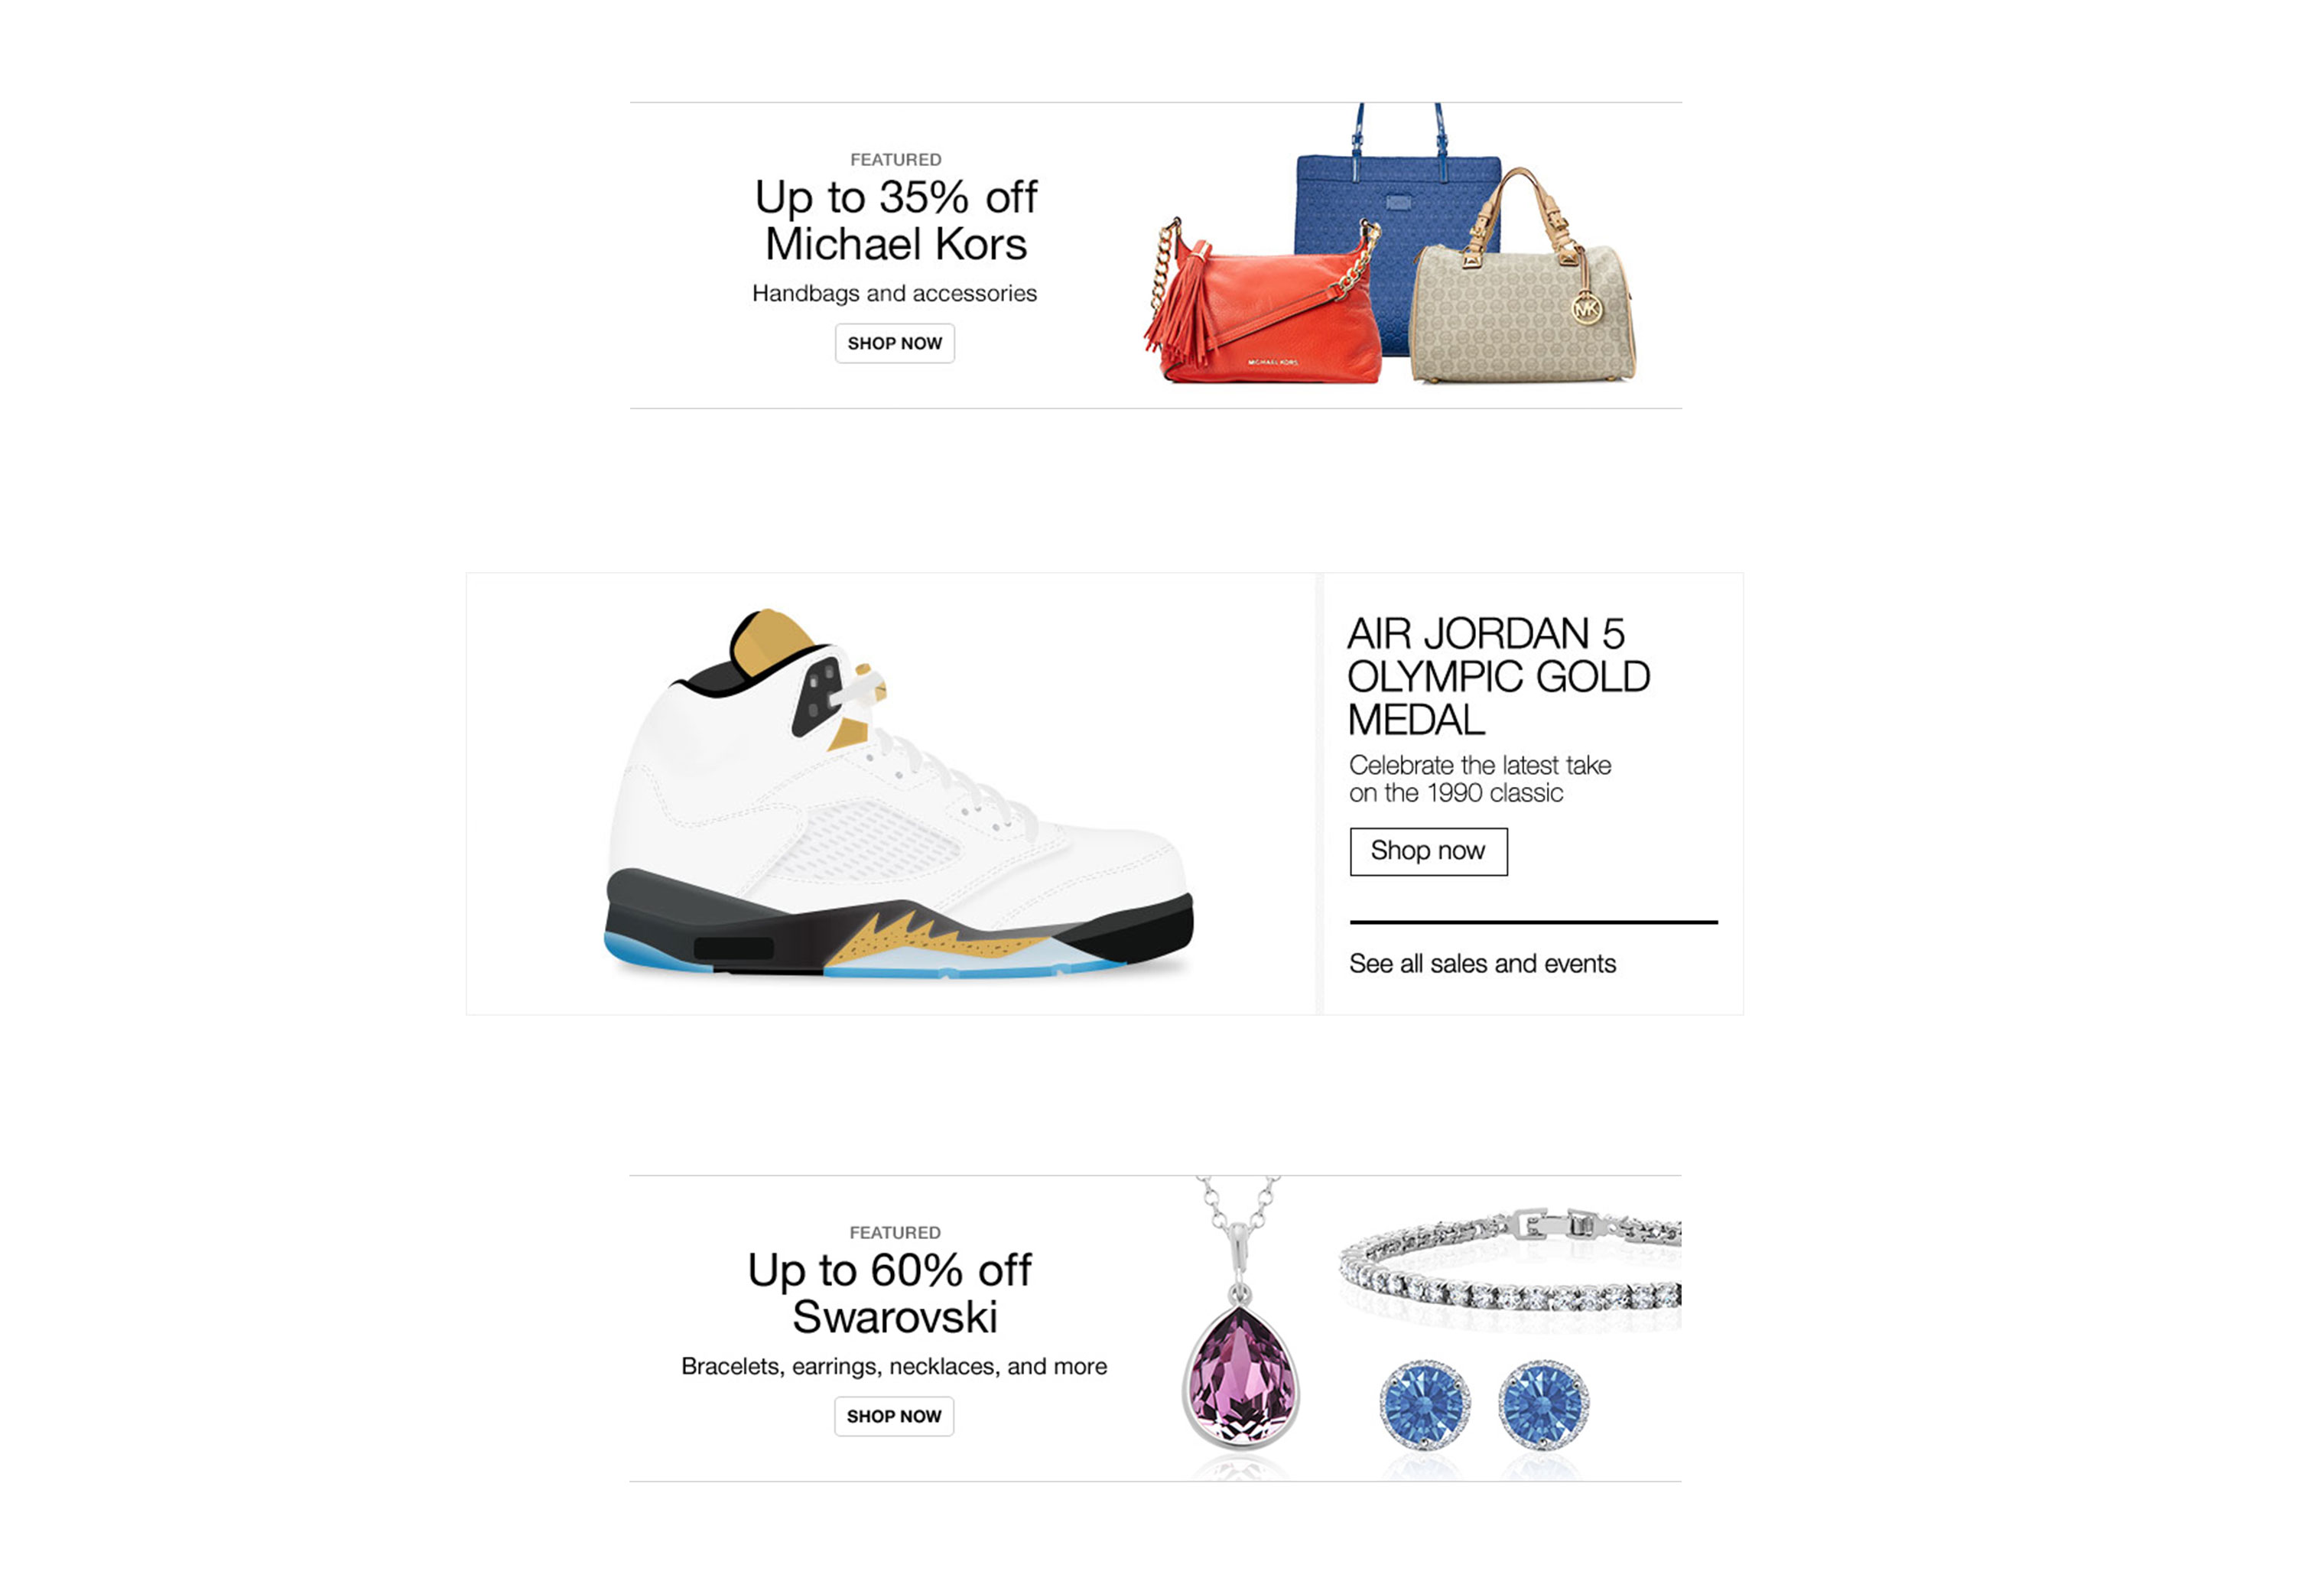 FEATURED
Up to 35% off
Michael Kors
Handbags and accessories
SHOP NOW
MICHAEL KORS
MK
AIR JORDAN 5
OLYMPIC GOLD
MEDAL
Celebrate the latest take
on the 1990 classic
Shop now
See all sales and events
FEATURED
Up to 60% off
Swarovski
Bracelets, earrings, necklaces, and more
SHOP NOW